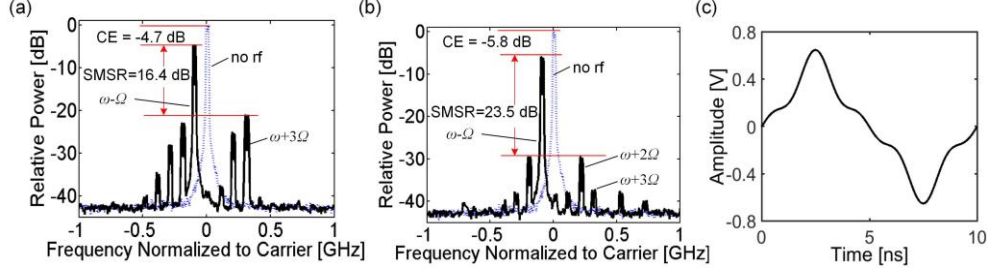 (a)
Relative Power [dB]
0
-10
-20
-30
-40
CE = -4.7 dB
SMSR=16.4 dB
no rf
ω-Ω
ω+3Ω
-1
-0.5
0
0.5
1
Frequency Normalized to Carrier [GHz]
(b)
Relative Power [dB]
0
-10
-20
-30
-40
CE = -5.8 dB
no rf
SMSR=23.5 dB
ω-Ω
ω+2Ω
ω+3Ω
-1
-0.5
0
0.5
1
Frequency Normalized to Carrier [GHz]
(c)
Amplitude [V]
0.8
0.4
0
-0.4
-0.8
0
5
10
Time [ns]